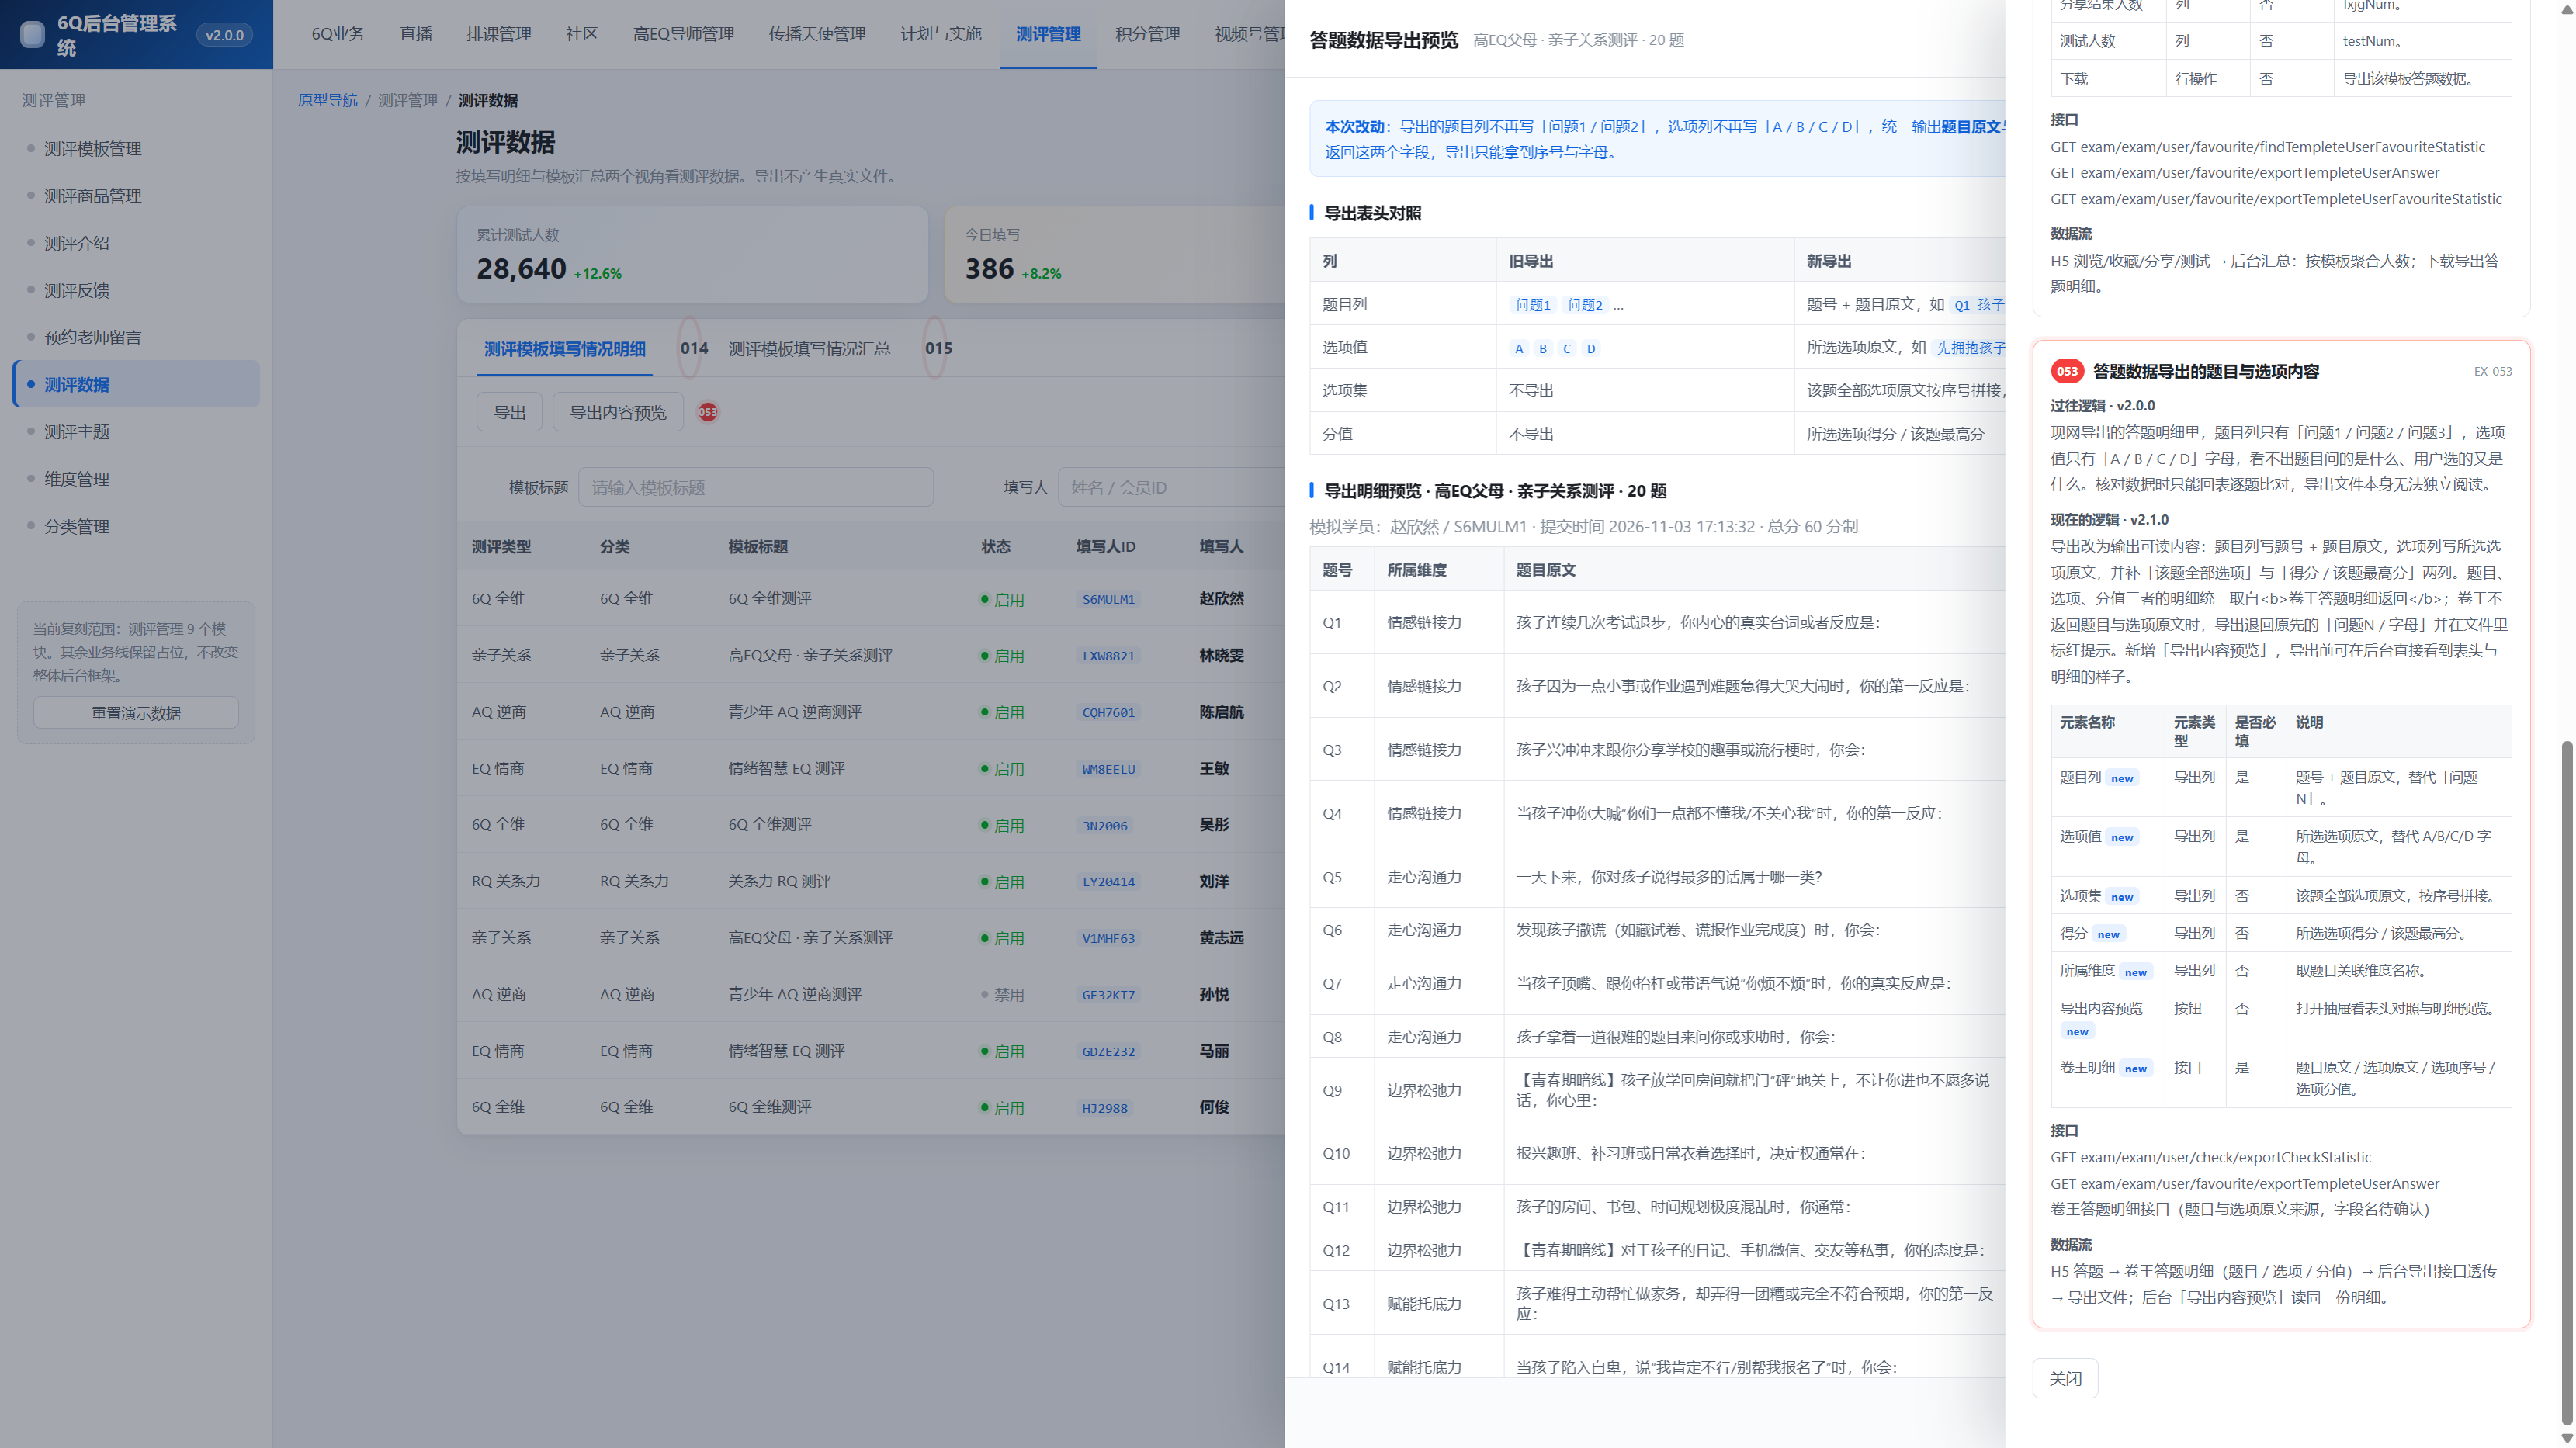 6Q后台管理系统
v2.0.0
6Q业务
直播
排课管理
社区
高EQ导师管理
传播天使管理
计划与实施
测评管理
积分管理
测评管理
测评模板管理
测评商品管理
测评介绍
测评反馈
预约老师留言
测评数据
测评主题
维度管理
分类管理
当前复刻范围：测评管理 9 个模
块。其余业务线保留占位，不改变
整体后台框架。
重置演示数据
原型导航 / 测评管理 / 测评数据
测评数据
按填写明细与模板汇总两个视角看测评数据。导出不产生真实文件。
累计测试人数
28,640 +12.6%
今日填写
386 +8.2%
测评模板填写情况明细 014 测评模板填写情况汇总 015
导出 导出内容预览 053
模板标题 请输入模板标题 填写人 姓名 / 会员ID
测评类型 分类 模板标题 状态 填写人ID 填写人
6Q 全维 6Q 全维 6Q 全维测评 启用 S6MULM1 赵欣然
亲子关系 亲子关系 高EQ父母 · 亲子关系测评 启用 LXW8821 林晓雯
AQ 逆商 AQ 逆商 青少年 AQ 逆商测评 启用 CQH7601 陈启航
EQ 情商 EQ 情商 情绪智慧 EQ 测评 启用 WM8EELU 王敏
6Q 全维 6Q 全维 6Q 全维测评 启用 3N2006 吴彤
RQ 关系力 RQ 关系力 关系力 RQ 测评 启用 LY20414 刘洋
亲子关系 亲子关系 高EQ父母 · 亲子关系测评 启用 V1MHF63 黄志远
AQ 逆商 AQ 逆商 青少年 AQ 逆商测评 禁用 GF32KT7 孙悦
EQ 情商 EQ 情商 情绪智慧 EQ 测评 启用 GDZE232 马丽
6Q 全维 6Q 全维 6Q 全维测评 启用 HJ2988 何俊
答题数据导出预览 高EQ父母 · 亲子关系测评 · 20 题
本次改动：导出的题目列不再写「问题1 / 问题2」，选项列不再写「A / B / C / D」，统一输出题目原文
返回这两个字段，导出只能拿到序号与字母。
导出表头对照
列 旧导出 新导出
题目列 问题1 问题2 ... 题号 + 题目原文，如 Q1 孩子
选项值 A B C D 所选选项原文，如 先拥抱孩子
选项集 不导出 该题全部选项原文按序号拼接，
分值 不导出 所选选项得分 / 该题最高分
导出明细预览 · 高EQ父母 · 亲子关系测评 · 20 题
模拟学员：赵欣然 / S6MULM1 · 提交时间 2026-11-03 17:13:32 · 总分 60 分制
题号 所属维度 题目原文
Q1 情感链接力 孩子连续几次考试退步，你内心的真实台词或者反应是：
Q2 情感链接力 孩子因为一点小事或作业遇到难题急得大哭大闹时，你的第一反应是：
Q3 情感链接力 孩子兴冲冲来跟你分享学校的趣事或流行梗时，你会：
Q4 情感链接力 当孩子冲你大喊“你们一点都不懂我/不关心我”时，你的第一反应：
Q5 走心沟通力 一天下来，你对孩子说得最多的话属于哪一类？
Q6 走心沟通力 发现孩子撒谎（如藏试卷、谎报作业完成度）时，你会：
Q7 走心沟通力 当孩子顶嘴、跟你抬杠或带语气说“你烦不烦”时，你的真实反应是：
Q8 走心沟通力 孩子拿着一道很难的题目来问你或求助时，你会：
Q9 边界松弛力 【青春期暗线】孩子放学回房间就把门“砰”地关上，不让你进也不愿多说
话，你心里：
Q10 边界松弛力 报兴趣班、补习班或日常衣着选择时，决定权通常在：
Q11 边界松弛力 孩子的房间、书包、时间规划极度混乱时，你通常：
Q12 边界松弛力 【青春期暗线】对于孩子的日记、手机微信、交友等私事，你的态度是：
Q13 赋能托底力 孩子难得主动帮忙做家务，却弄得一团糟或完全不符合预期，你的第一反
应：
Q14 赋能托底力 当孩子陷入自卑，说“我肯定不行/别帮我报名了”时，你会：
分享结果人数 列 否 fxjgNum。
测试人数 列 否 testNum。
下载 行操作 否 导出该模板答题数据。
接口
GET exam/exam/user/favourite/findTempleteUserFavouriteStatistic
GET exam/exam/user/favourite/exportTempleteUserAnswer
GET exam/exam/user/favourite/exportTempleteUserFavouriteStatistic
数据流
H5 浏览/收藏/分享/测试 → 后台汇总：按模板聚合人数；下载导出答
题明细。
053 答题数据导出的题目与选项内容 EX-053
过往逻辑 · v2.0.0
现网导出的答题明细里，题目列只有「问题1 / 问题2 / 问题3」，选项
值只有「A / B / C / D」字母，看不出题目问的是什么、用户选的又是
什么。核对数据时只能回表逐题比对，导出文件本身无法独立阅读。
现在的逻辑 · v2.1.0
导出改为输出可读内容：题目列写题号 + 题目原文，选项列写所选选
项原文，并补「该题全部选项」与「得分 / 该题最高分」两列。题目、
选项、分值三者的明细统一取自<b>卷王答题明细返回</b>；卷王不
返回题目与选项原文时，导出退回原先的「问题N / 字母」并在文件里
标红提示。新增「导出内容预览」，导出前可在后台直接看到表头与
明细的样子。
元素名称 元素类型 是否必填 说明
题目列 new 导出列 是 题号 + 题目原文，替代「问题
N」。
选项值 new 导出列 是 所选选项原文，替代 A/B/C/D 字
母。
选项集 new 导出列 否 该题全部选项原文，按序号拼接。
得分 new 导出列 否 所选选项得分 / 该题最高分。
所属维度 new 导出列 否 取题目关联维度名称。
导出内容预览 new 按钮 否 打开抽屉看表头对照与明细预览。
卷王明细 new 接口 是 题目原文 / 选项原文 / 选项序号 /
选项分值。
接口
GET exam/exam/user/check/exportCheckStatistic
GET exam/exam/user/favourite/exportTempleteUserAnswer
卷王答题明细接口（题目与选项原文来源，字段名待确认）
数据流
H5 答题 → 卷王答题明细（题目 / 选项 / 分值）→ 后台导出接口透传
→ 导出文件；后台「导出内容预览」读同一份明细。
关闭